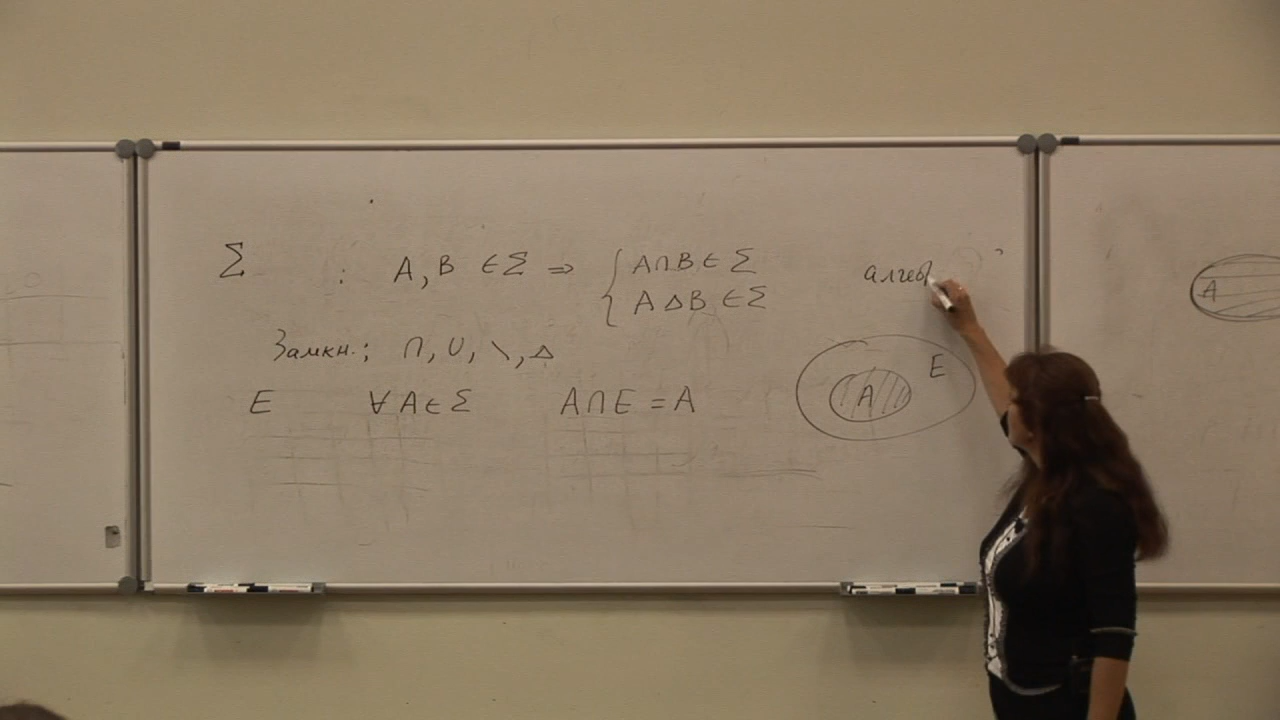 Σ : A, B ∈ Σ ⇒ { A∩B ∈ Σ
A Δ B ∈ Σ
алгеб
Замкн.: ∩, ∪, \, Δ
E ∀ A ∈ Σ A∩E = A
A E
A